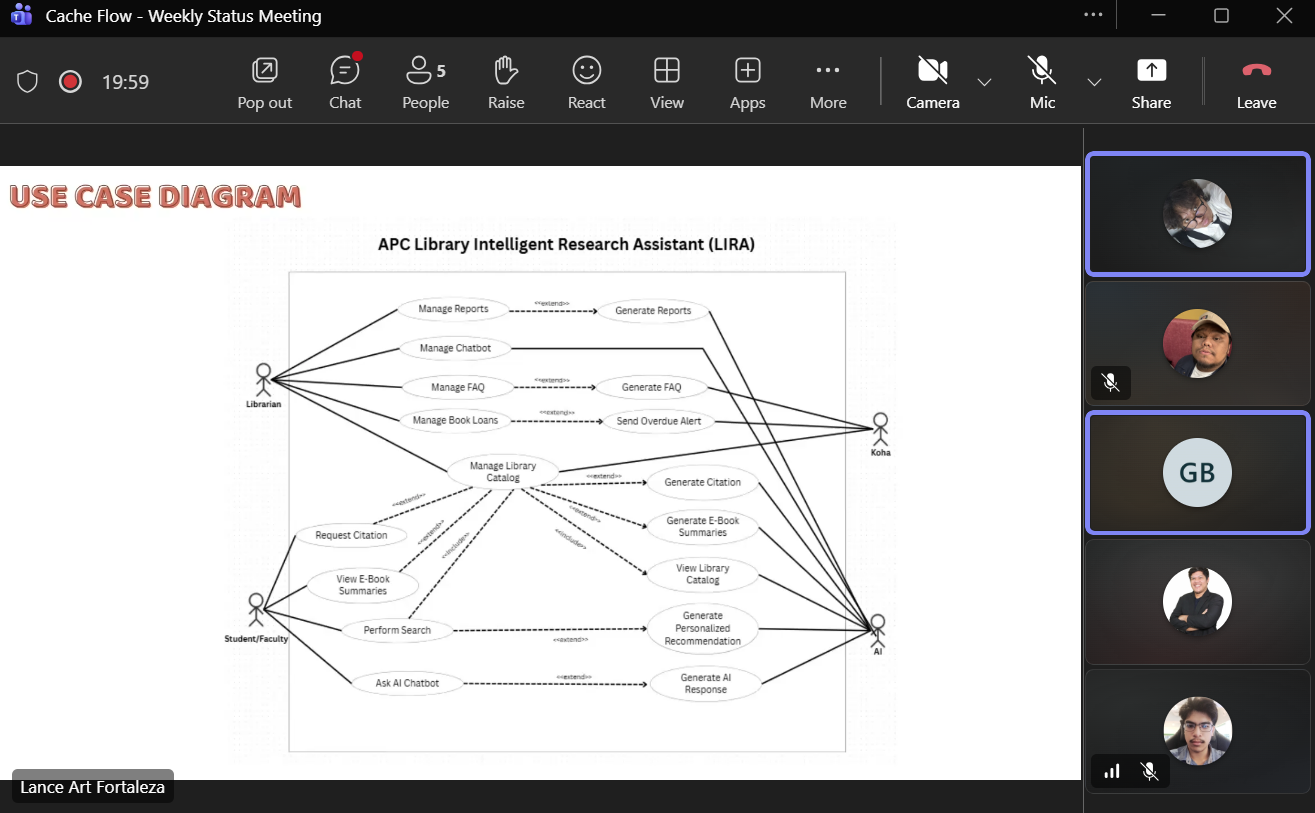 Cache Flow - Weekly Status Meeting
19:59
Pop out
Chat
5
People
Raise
React
View
Apps
More
Camera
Mic
Share
Leave
USE CASE DIAGRAM
APC Library Intelligent Research Assistant (LIRA)
Manage Reports
<<extend>>
Generate Reports
Manage Chatbot
Librarian
Manage FAQ
<<extend>>
Generate FAQ
Manage Book Loans
<<extend>>
Send Overdue Alert
Koha
Manage Library
Catalog
<<extend>>
Generate Citation
<<extend>>
<<extend>>
Generate E-Book
Summaries
Request Citation
<<extend>>
<<include>>
<<include>>
View Library
Catalog
View E-Book
Summaries
Student/Faculty
Perform Search
<<extend>>
Generate
Personalized
Recommendation
AI
Ask AI Chatbot
<<extend>>
Generate AI
Response
GB
Lance Art Fortaleza